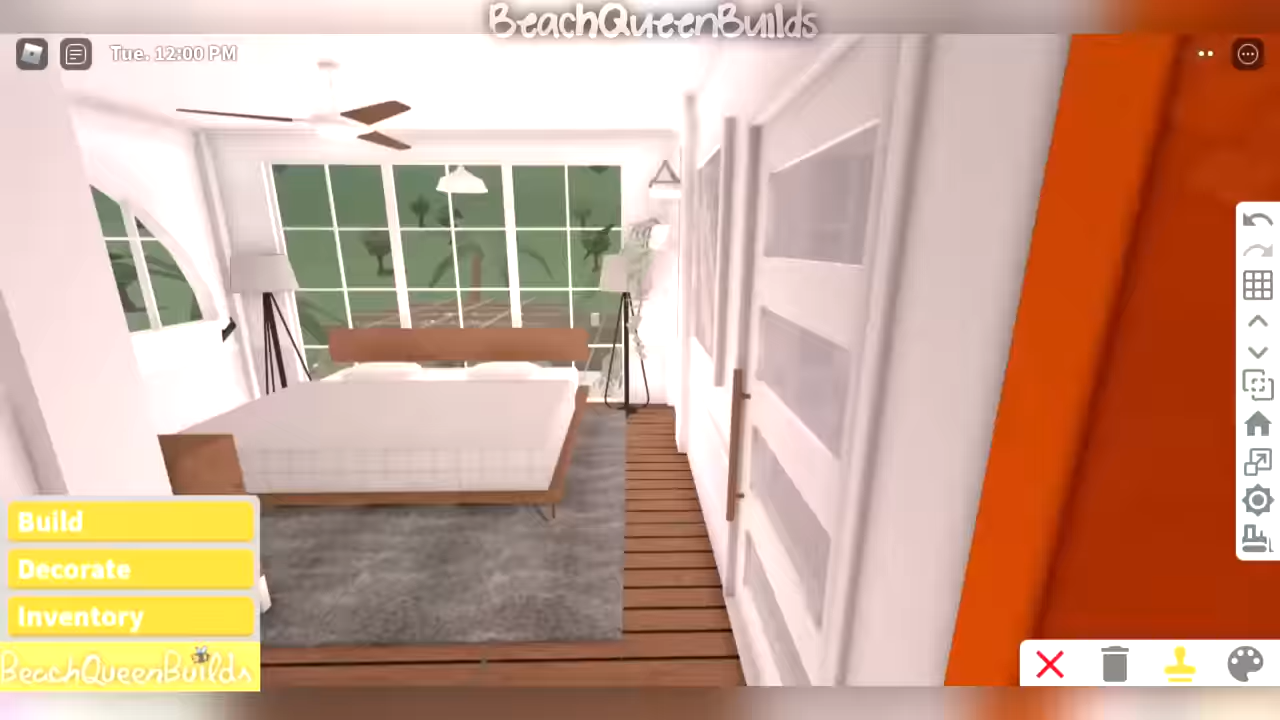 BeachQueenBuilds
Tue. 12:00 PM
Build
Decorate
Inventory
BeachQueenBuilds